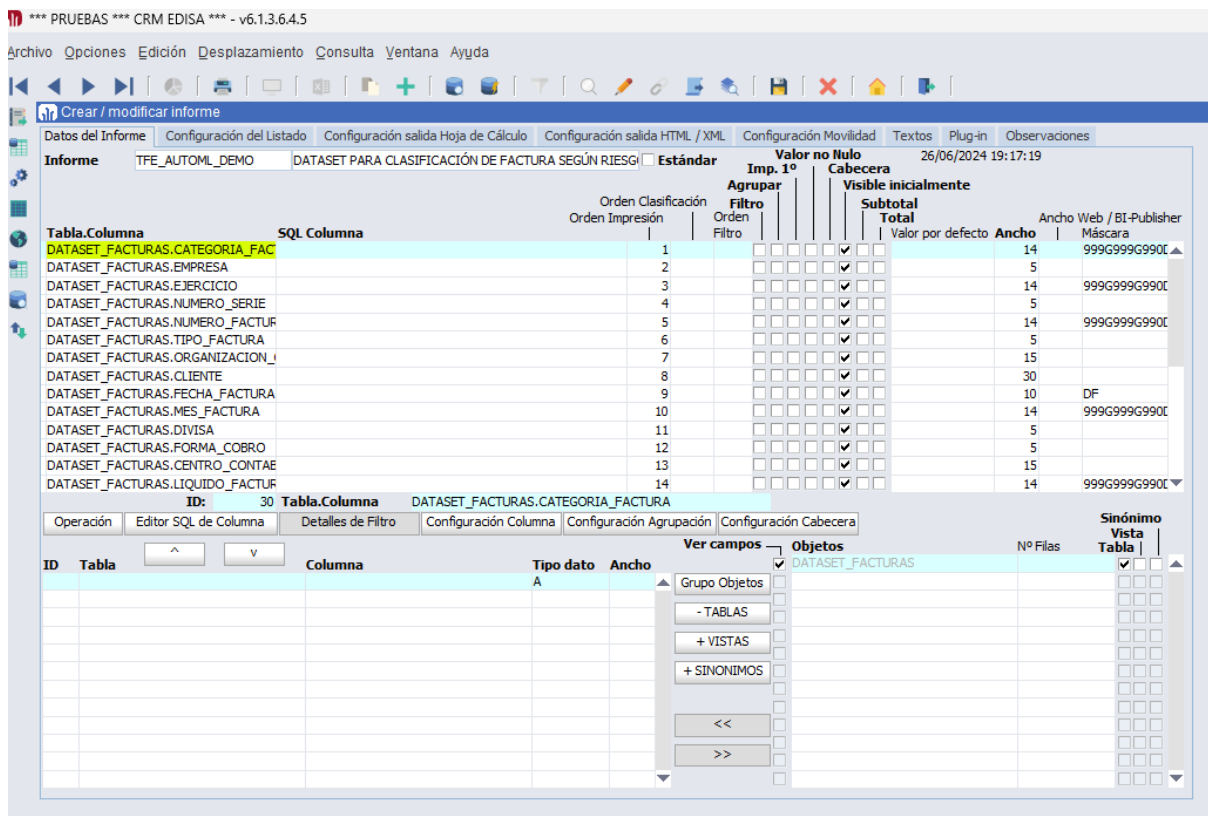 *** PRUEBAS *** CRM EDISA *** - v6.1.3.6.4.5
Archivo Opciones Edición Desplazamiento Consulta Ventana Ayuda
Crear / modificar informe
Datos del Informe Configuración del Listado Configuración salida Hoja de Cálculo Configuración salida HTML / XML Configuración Movilidad Textos Plug-in Observaciones
Informe TFE_AUTOML_DEMO DATASET PARA CLASIFICACIÓN DE FACTURA SEGÚN RIESG Estándar Valor no Nulo 26/06/2024 19:17:19
Imp. 1º Cabecera
Agrupar Visible inicialmente
Orden Clasificación Filtro Subtotal
Orden Impresión Orden Total Ancho Web / BI-Publisher
Tabla.Columna SQL Columna Filtro Valor por defecto Ancho Máscara
DATASET_FACTURAS.CATEGORIA_FAC 1 14 999G999G990D
DATASET_FACTURAS.EMPRESA 2 5
DATASET_FACTURAS.EJERCICIO 3 14 999G999G990D
DATASET_FACTURAS.NUMERO_SERIE 4 5
DATASET_FACTURAS.NUMERO_FACTUR 5 14 999G999G990D
DATASET_FACTURAS.TIPO_FACTURA 6 5
DATASET_FACTURAS.ORGANIZACION_ 7 15
DATASET_FACTURAS.CLIENTE 8 30
DATASET_FACTURAS.FECHA_FACTURA 9 10 DF
DATASET_FACTURAS.MES_FACTURA 10 14 999G999G990D
DATASET_FACTURAS.DIVISA 11 5
DATASET_FACTURAS.FORMA_COBRO 12 5
DATASET_FACTURAS.CENTRO_CONTAB 13 15
DATASET_FACTURAS.LIQUIDO_FACTUR 14 14 999G999G990D
ID: 30 Tabla.Columna DATASET_FACTURAS.CATEGORIA_FACTURA
Operación Editor SQL de Columna Detalles de Filtro Configuración Columna Configuración Agrupación Configuración Cabecera Sinónimo
Vista
^ v Ver campos Objetos Nº Filas Tabla
ID Tabla Columna Tipo dato Ancho DATASET_FACTURAS
A Grupo Objetos
- TABLAS
+ VISTAS
+ SINONIMOS
<<
>>